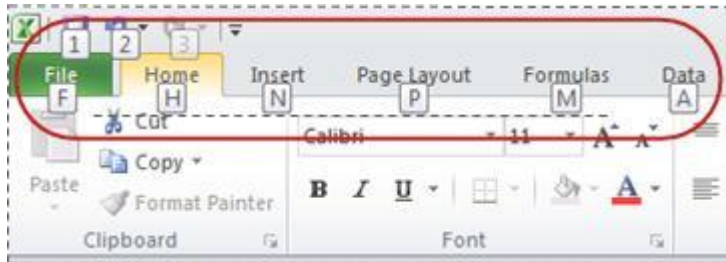 1 2 3
File Home Insert Page Layout Formulas Data
F H N P M A
Cut Calibri 11 A A
Copy
Paste B I U A
Format Painter
Clipboard Font